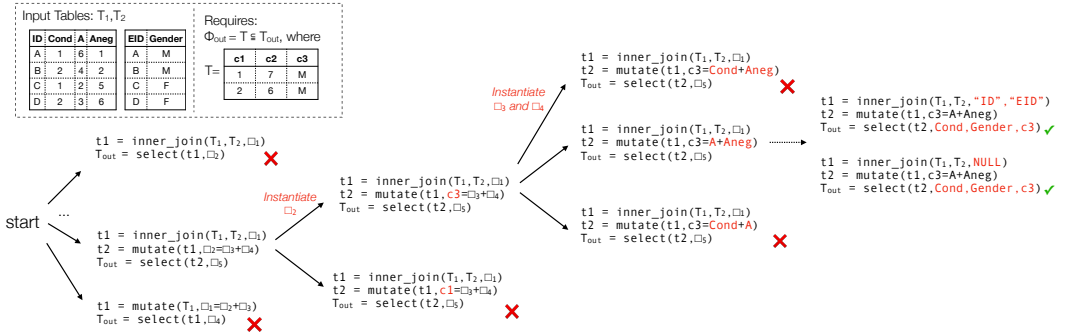 Input Tables: T₁,T₂
ID Cond A Aneg
A 1 6 1
B 2 4 2
C 1 2 5
D 2 3 6
EID Gender
A M
B M
C F
D F
Requires:
Φout = T ⊊ Tout, where
T=
c1 c2 c3
1 7 M
2 6 M
start
...
t1 = inner_join(T₁,T₂,□₁)
Tout = select(t1,□₂)
t1 = inner_join(T₁,T₂,□₁)
t2 = mutate(t1,□₂=□₃+□₄)
Tout = select(t2,□₅)
t1 = mutate(T₁,□₁=□₂+□₃)
Tout = select(t1,□₄)
Instantiate
□₂
t1 = inner_join(T₁,T₂,□₁)
t2 = mutate(t1,c3=□₃+□₄)
Tout = select(t2,□₅)
t1 = inner_join(T₁,T₂,□₁)
t2 = mutate(t1,c1=□₃+□₄)
Tout = select(t2,□₅)
Instantiate
□₃ and □₄
t1 = inner_join(T₁,T₂,□₁)
t2 = mutate(t1,c3=Cond+Aneg)
Tout = select(t2,□₅)
t1 = inner_join(T₁,T₂,□₁)
t2 = mutate(t1,c3=A+Aneg)
Tout = select(t2,□₅)
t1 = inner_join(T₁,T₂,□₁)
t2 = mutate(t1,c3=Cond+A)
Tout = select(t2,□₅)
t1 = inner_join(T₁,T₂,“ID”,“EID”)
t2 = mutate(t1,c3=A+Aneg)
Tout = select(t2,Cond,Gender,c3)
t1 = inner_join(T₁,T₂,NULL)
t2 = mutate(t1,c3=A+Aneg)
Tout = select(t2,Cond,Gender,c3)